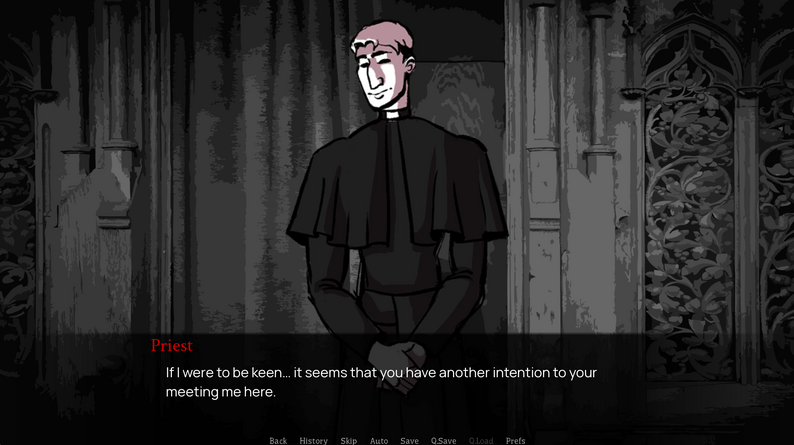 Priest
If I were to be keen... it seems that you have another intention to your
meeting me here.
Back History Skip Auto Save Q.Save Q.Load Prefs